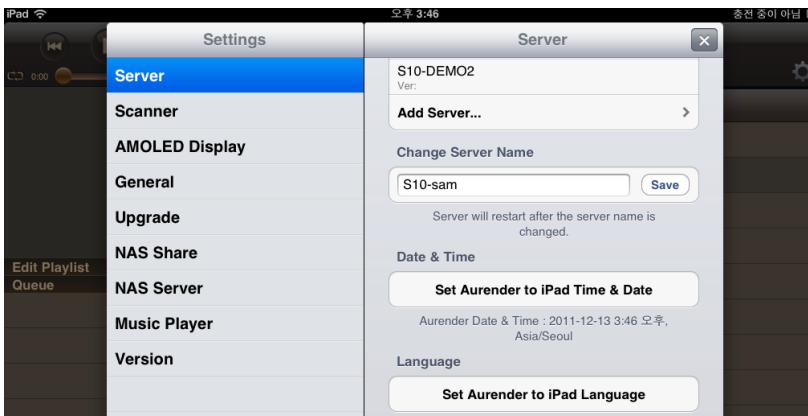 iPad 오후 3:46 충전 중이 아님
Settings
Server
0:00
Server
Scanner
AMOLED Display
General
Upgrade
NAS Share
NAS Server
Music Player
Version
Edit Playlist
Queue
S10-DEMO2
Ver:
Add Server...
Change Server Name
S10-sam Save
Server will restart after the server name is
changed.
Date & Time
Set Aurender to iPad Time & Date
Aurender Date & Time : 2011-12-13 3:46 오후,
Asia/Seoul
Language
Set Aurender to iPad Language